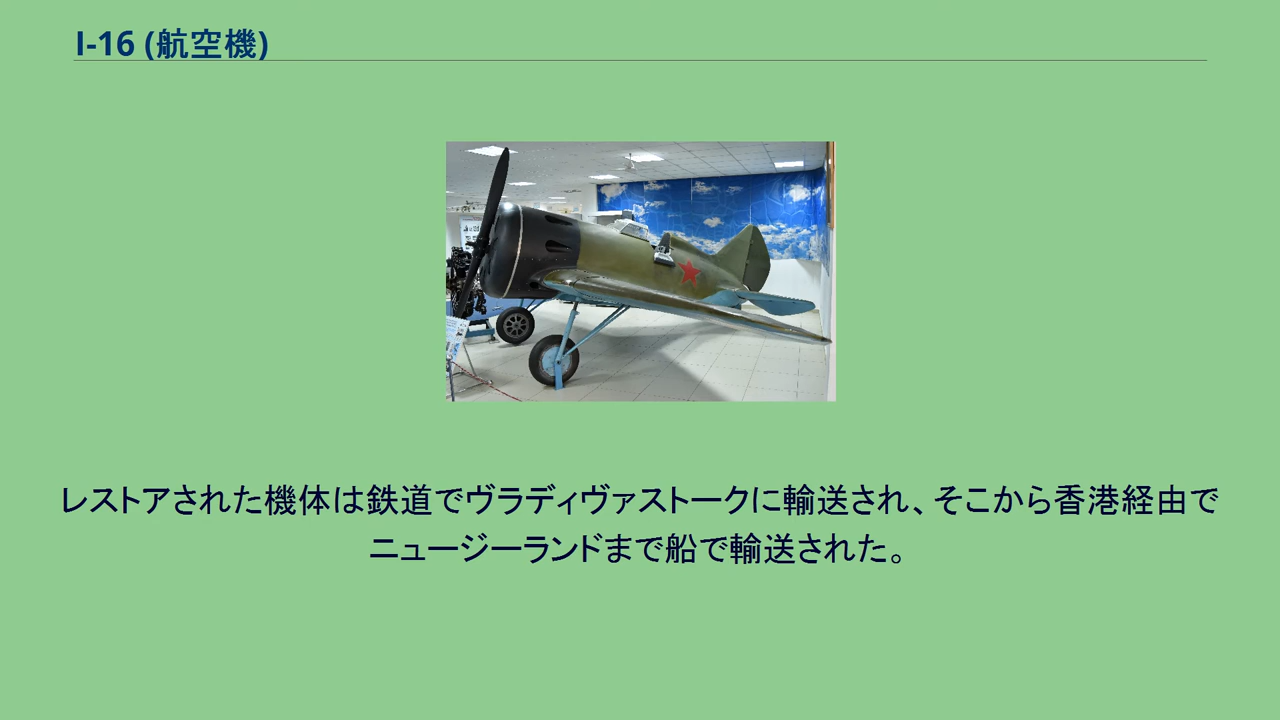 I-16 (航空機)
レストアされた機体は鉄道でヴラディヴァストークに輸送され、そこから香港経由で
ニュージーランドまで船で輸送された。